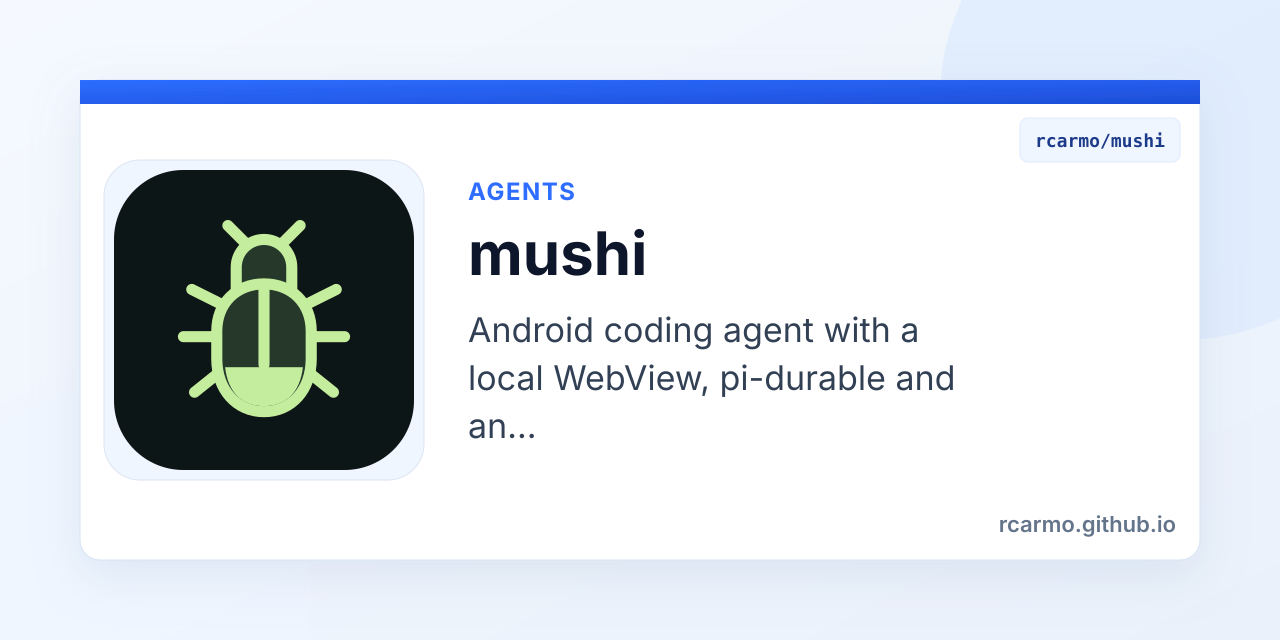 rcarmo/mushi
AGENTS
mushi
Android coding agent with a
local WebView, pi-durable and
an...
rcarmo.github.io